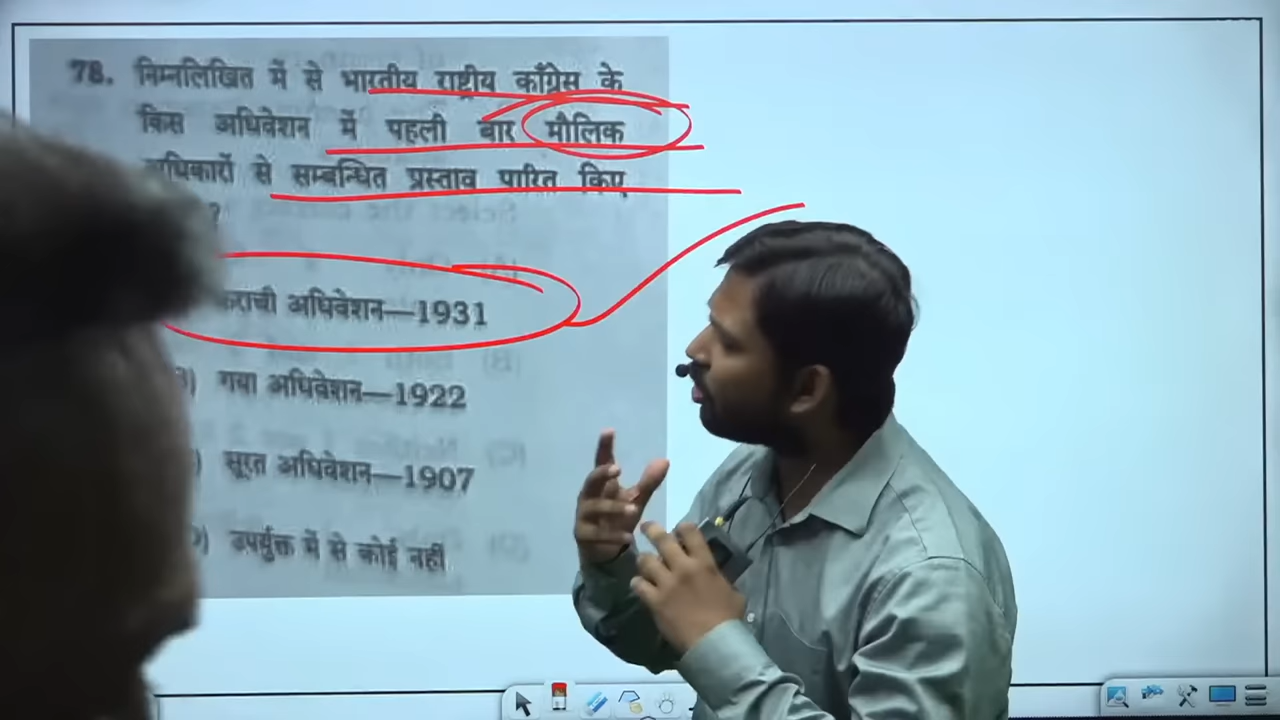 78. निम्नलिखित में से भारतीय राष्ट्रीय काँग्रेस के
किस अधिवेशन में पहली बार मौलिक
से सम्बन्धित प्रस्ताव पारित किए
?
कराची अधिवेशन—1931
) गया अधिवेशन—1922
) सूरत अधिवेशन—1907
) उपर्युक्त में से कोई नहीं